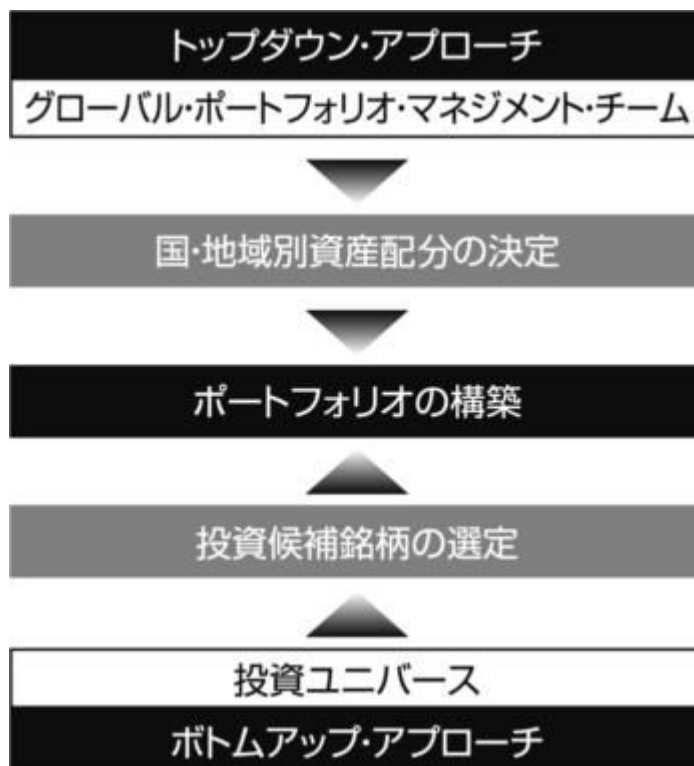 トップダウン・アプローチ
グローバル・ポートフォリオ・マネジメント・チーム
国・地域別資産配分の決定
ポートフォリオの構築
投資候補銘柄の選定
投資ユニバース
ボトムアップ・アプローチ